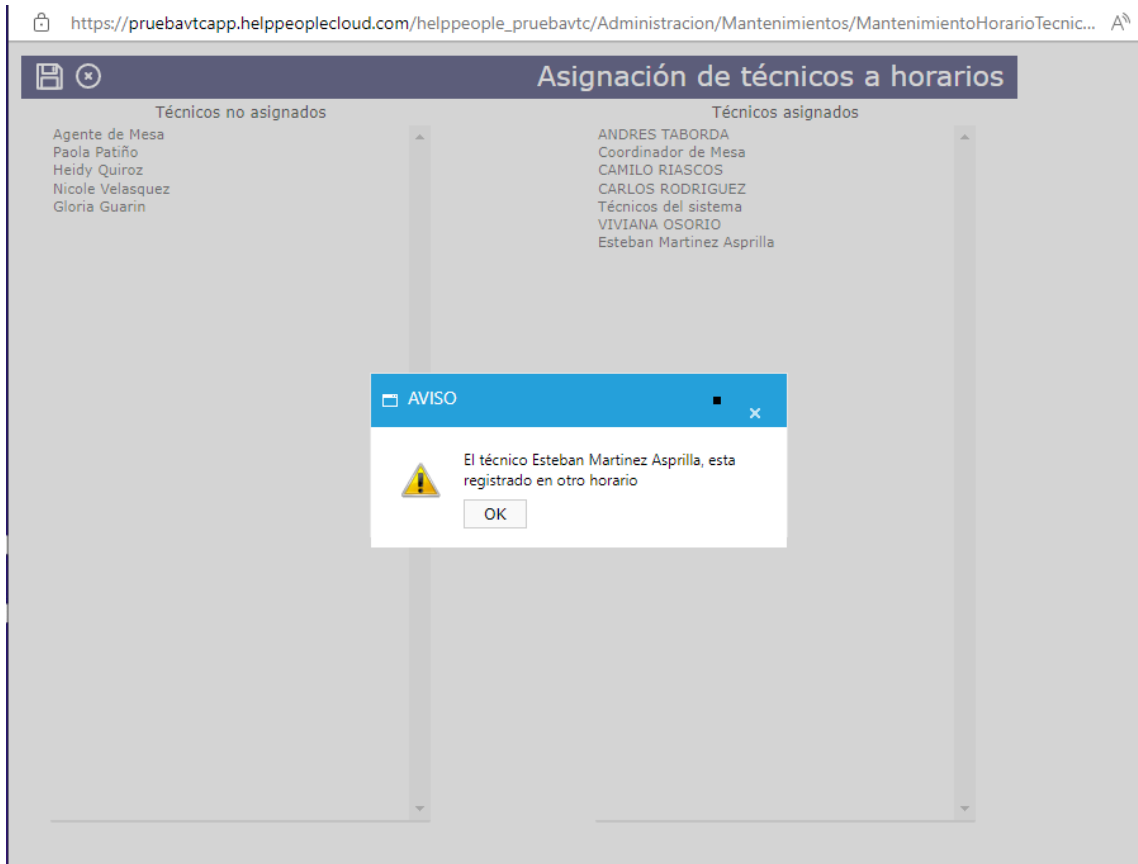 https://pruebavtcapp.helppeoplecloud.com/helppeople_pruebavtc/Administracion/Mantenimientos/MantenimientoHorarioTecnic... A
Asignación de técnicos a horarios
Técnicos no asignados
Agente de Mesa
Paola Patiño
Heidy Quiroz
Nicole Velasquez
Gloria Guarin
Técnicos asignados
ANDRES TABORDA
Coordinador de Mesa
CAMILO RIASCOS
CARLOS RODRIGUEZ
Técnicos del sistema
VIVIANA OSORIO
Esteban Martinez Asprilla
AVISO
El técnico Esteban Martinez Asprilla, esta
registrado en otro horario
OK